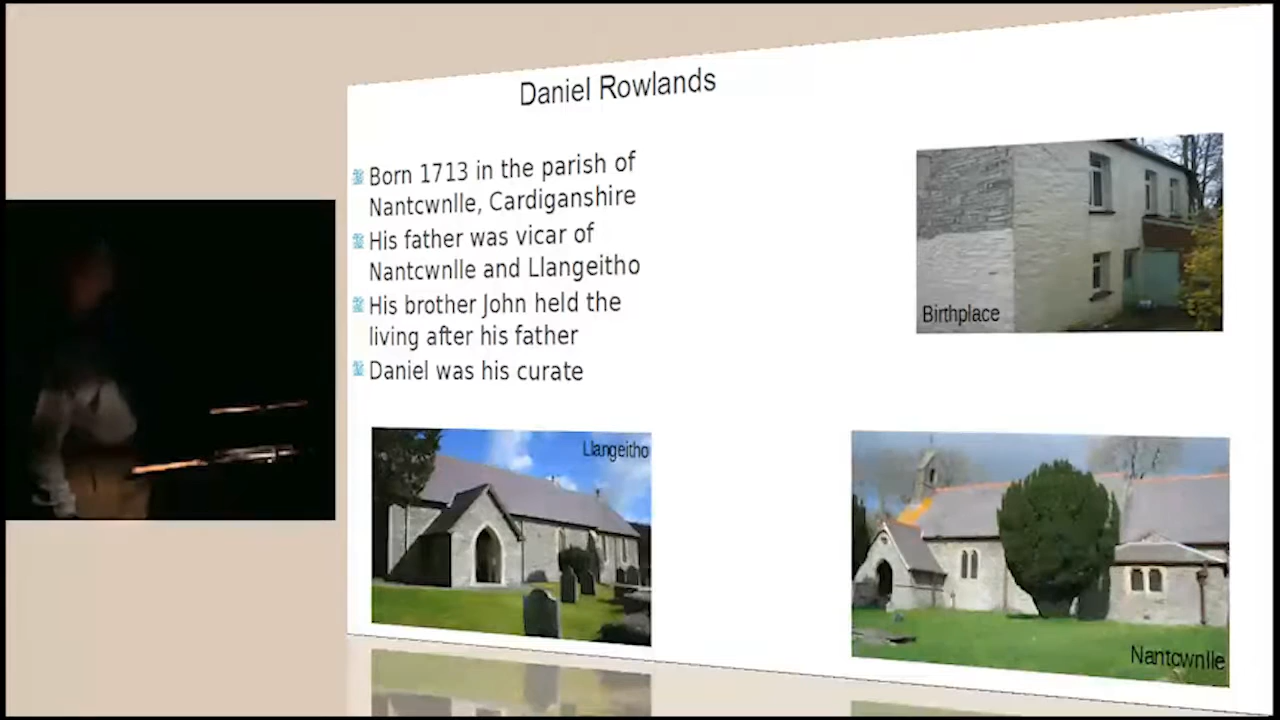 Daniel Rowlands
Born 1713 in the parish of
Nantcwnlle, Cardiganshire
His father was vicar of
Nantcwnlle and Llangeitho
His brother John held the
living after his father
Daniel was his curate
Birthplace
Llangeitho
Nantcwnlle